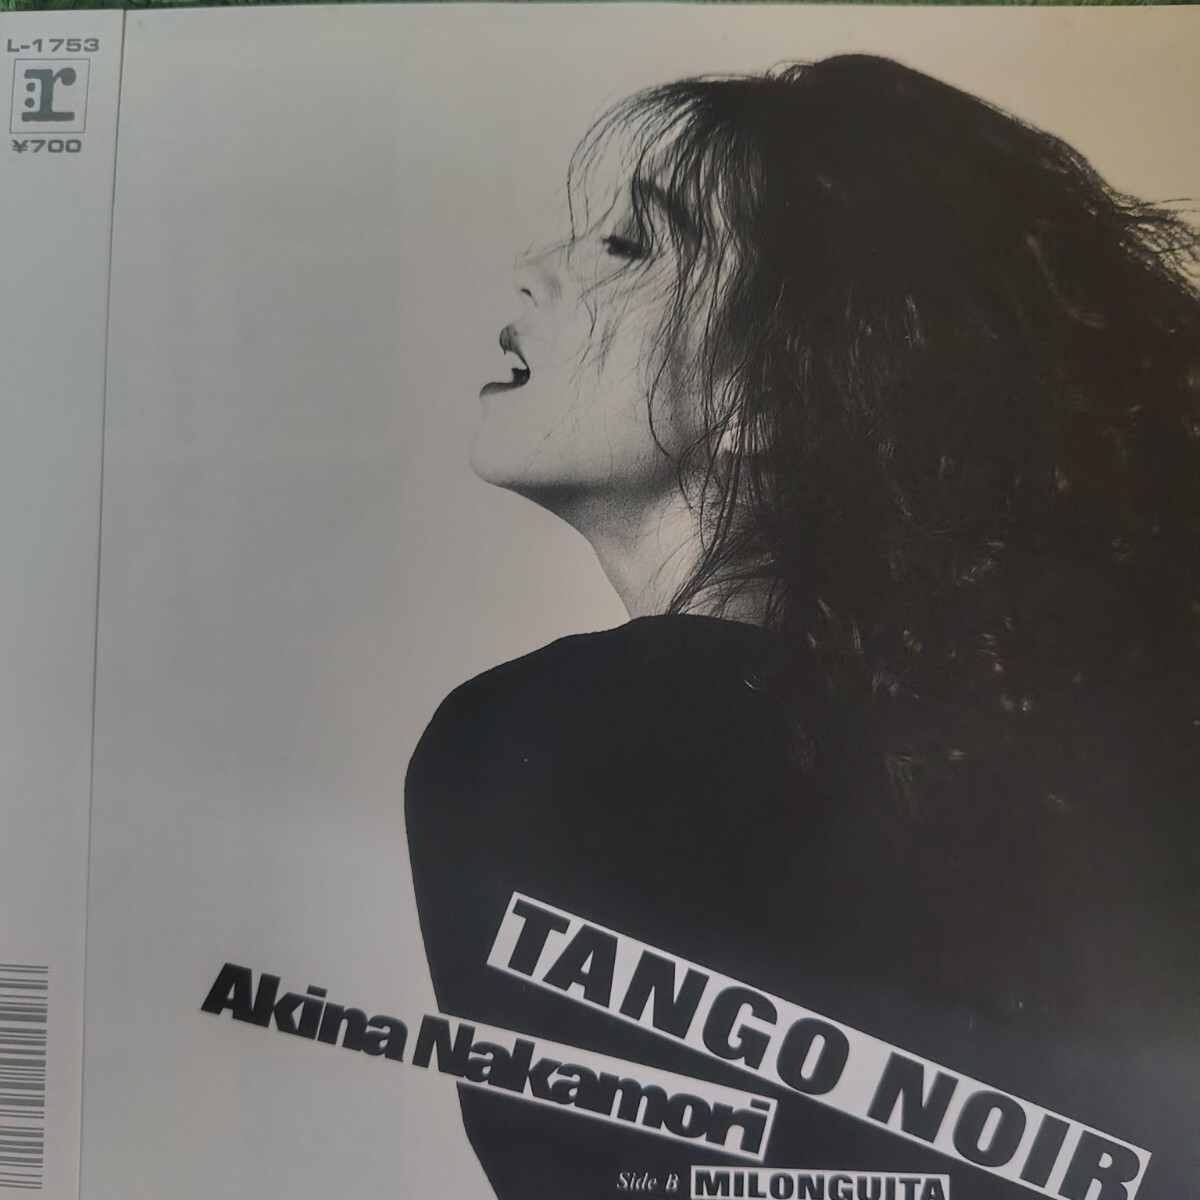 L-1753
r
¥700
TANGO NOIR
Akina Nakamori
Side B MILONGUITA